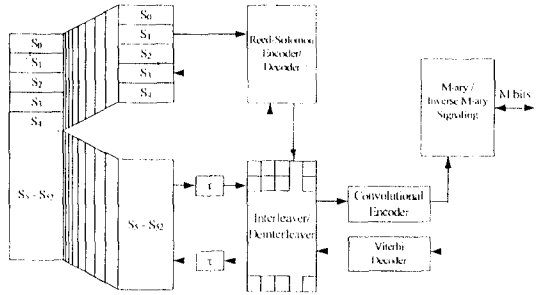 S0
S1
S2
S3
S4
S5 - S52
S0
S1
S2
S3
S4
S5 - S52
τ
τ
Reed-Solomon
Encoder/
Decoder
Interleaver/
Deinterleaver
Convolutional
Encoder
Viterbi
Decoder
M-ary /
Inverse M-ary
Signaling
M bits